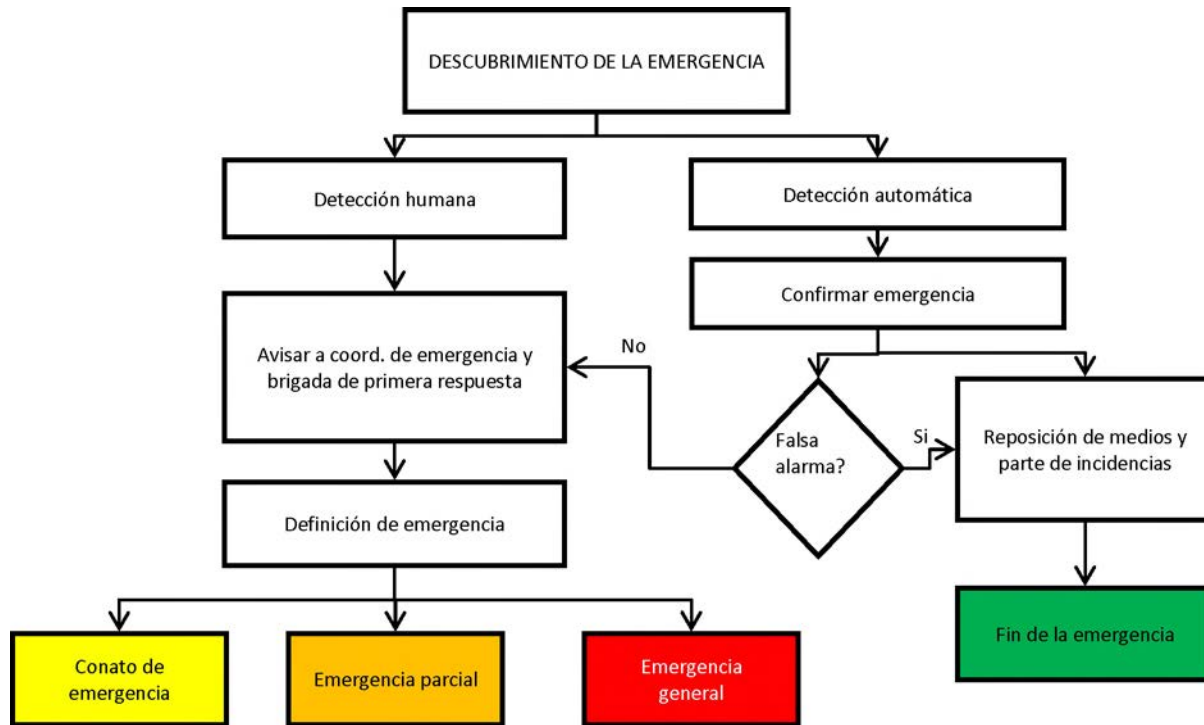 DESCUBRIMIENTO DE LA EMERGENCIA
Detección humana
Detección automática
Confirmar emergencia
Avisar a coord. de emergencia y
brigada de primera respuesta
No
Falsa
alarma?
Si
Reposición de medios y
parte de incidencias
Definición de emergencia
Fin de la emergencia
Conato de
emergencia
Emergencia parcial
Emergencia
general